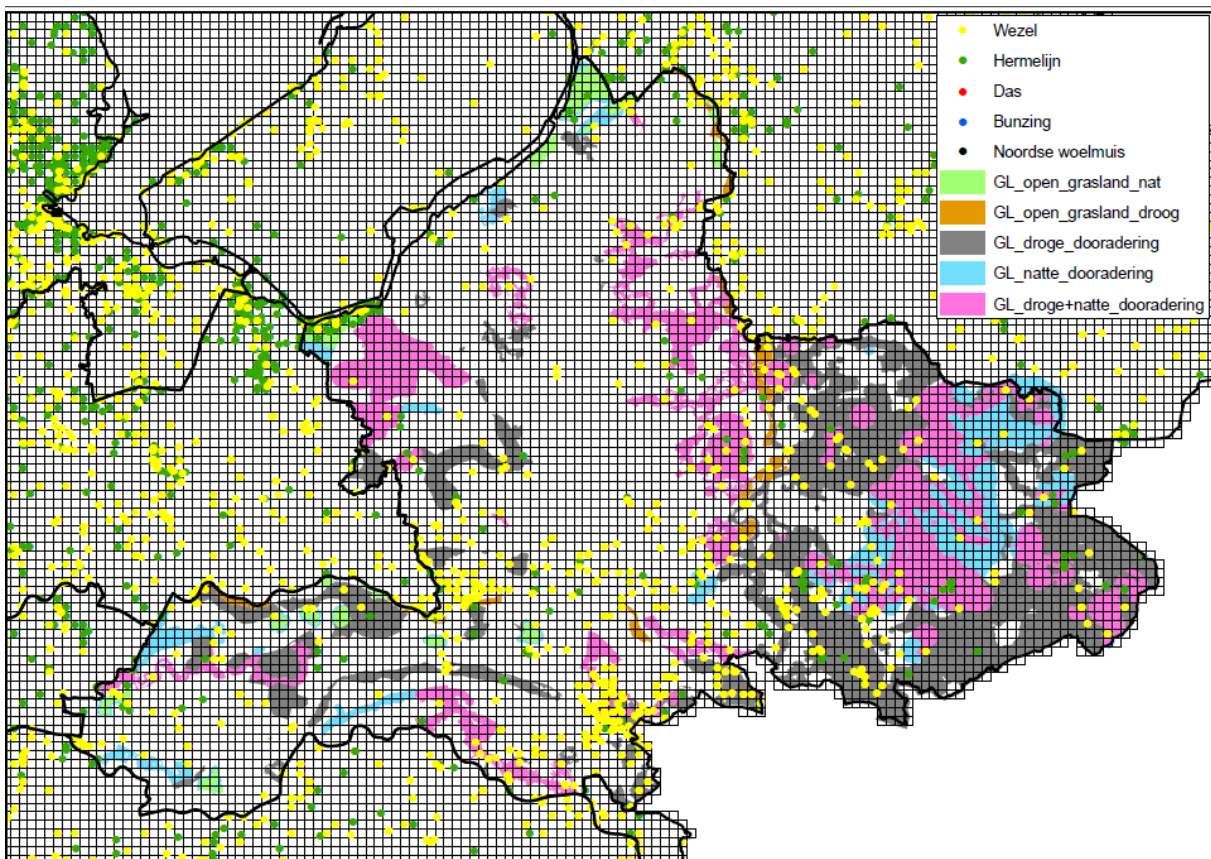 Wezel
Hermelijn
Das
Bunzing
Noordse woelmuis
GL_open_grasland_nat
GL_open_grasland_droog
GL_droge_dooradering
GL_natte_dooradering
GL_droge+natte_dooradering